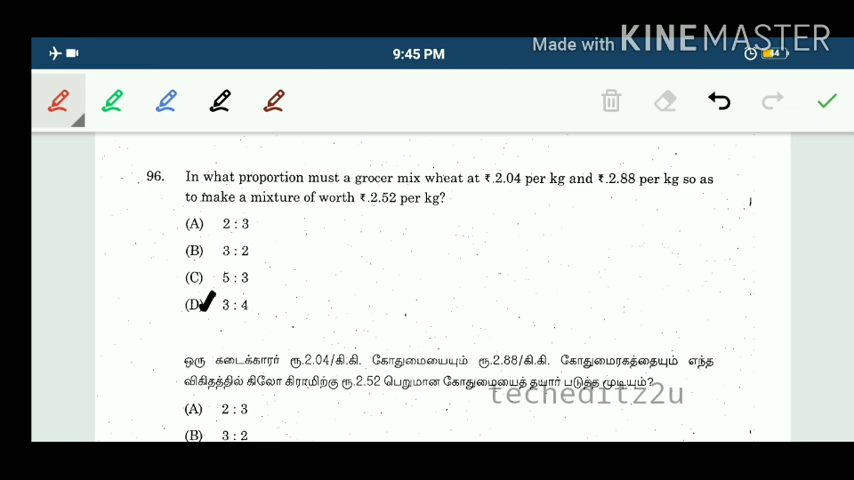 Made with KINEMASTER
9:45 PM
44
96. In what proportion must a grocer mix wheat at ₹.2.04 per kg and ₹.2.88 per kg so as
to make a mixture of worth ₹.2.52 per kg?
(A) 2 : 3
(B) 3 : 2
(C) 5 : 3
(D) 3 : 4
ஒரு கடைக்காரர் ரூ.2.04/கி.கி. கோதுமையையும் ரூ.2.88/கி.கி. கோதுமைரகத்தையும் எந்த
விகிதத்தில் கிலோ கிராமிற்கு ரூ.2.52 பெறுமான கோதுமையைத் தயார் படுத்த முடியும்?
techeditz2u
(A) 2 : 3
(B) 3 : 2